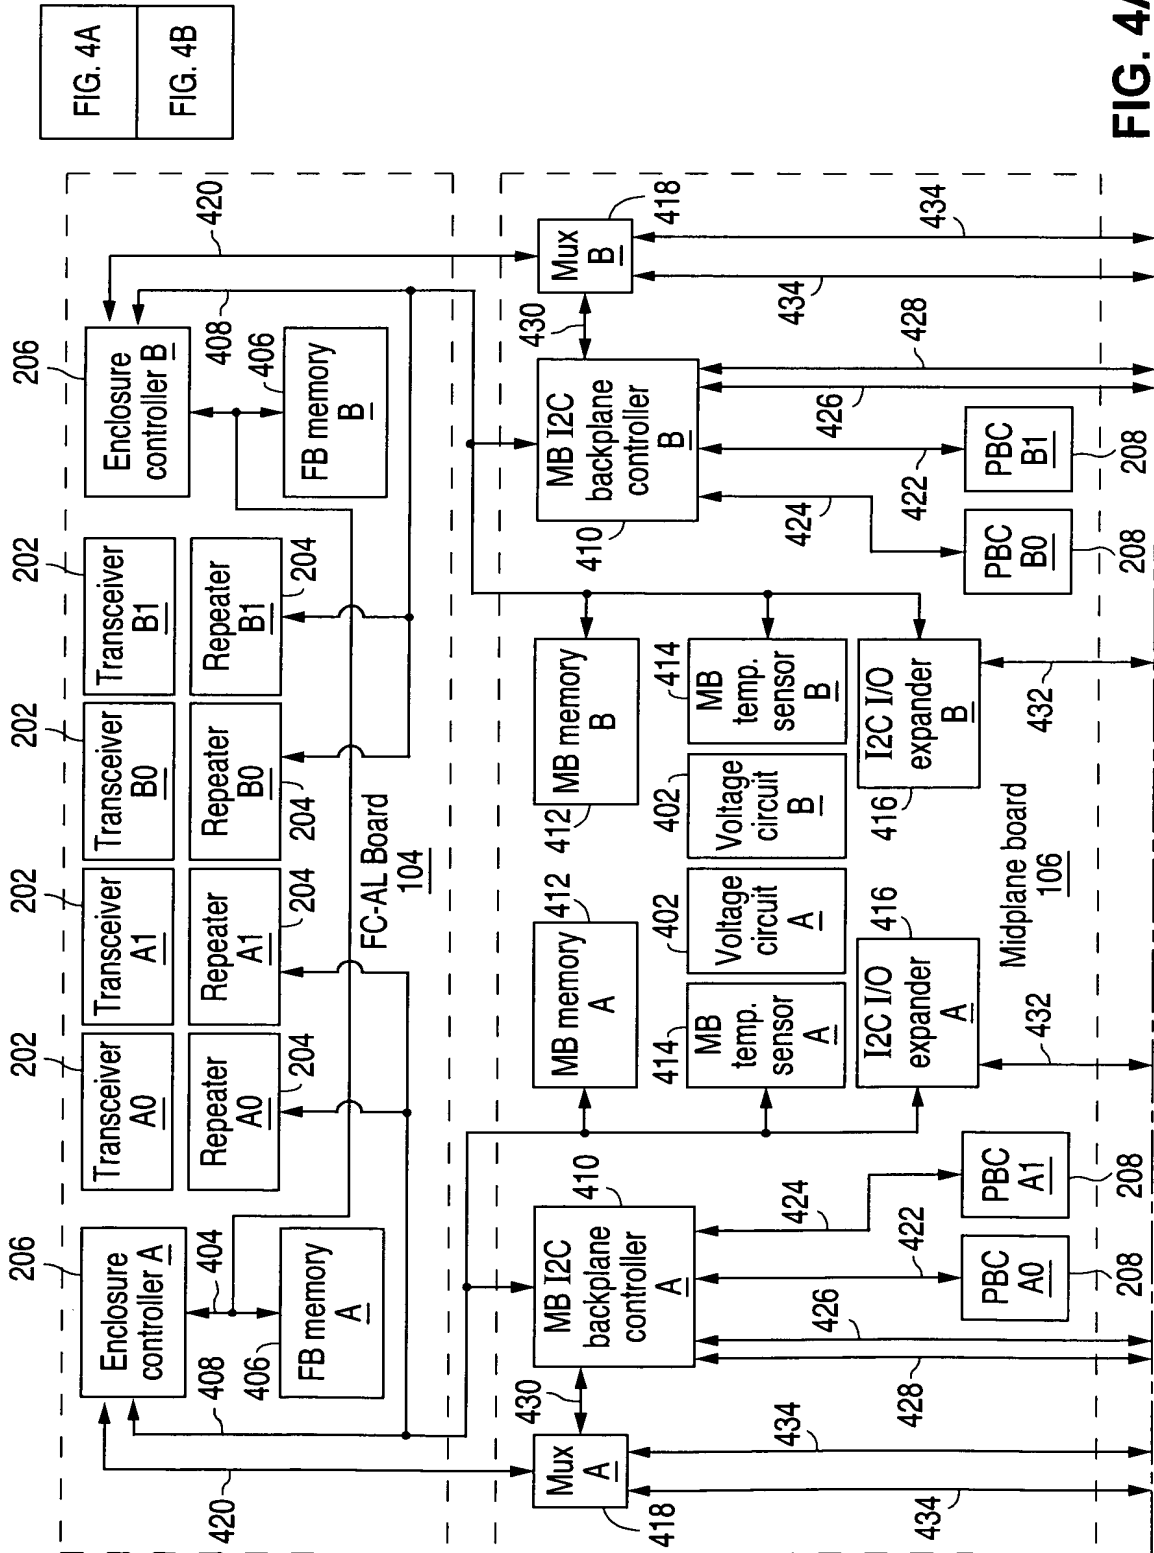 FIG. 4A
FIG. 4B
206
202
202
202
202
206
Enclosure
controller A
Transceiver
A0
Transceiver
A1
Transceiver
B0
Transceiver
B1
Enclosure
controller B
420
408
404
406
FB memory
A
Repeater
A0
204
Repeater
A1
204
Repeater
B0
204
Repeater
B1
204
408
406
FB memory
B
420
FC-AL Board
104
Mux
A
418
430
MB I2C
backplane
controller
A
410
MB memory
A
412
MB memory
B
412
MB I2C
backplane
controller
B
410
430
Mux
B
418
414
MB
temp.
sensor
A
402
Voltage
circuit
A
402
Voltage
circuit
B
414
MB
temp.
sensor
B
I2C I/O
expander
A
416
I2C I/O
expander
B
416
434
434
428
426
422
424
432
Midplane board
106
432
424
422
426
428
434
434
PBC
A0
208
PBC
A1
208
PBC
B0
208
PBC
B1
208
FIG. 4A